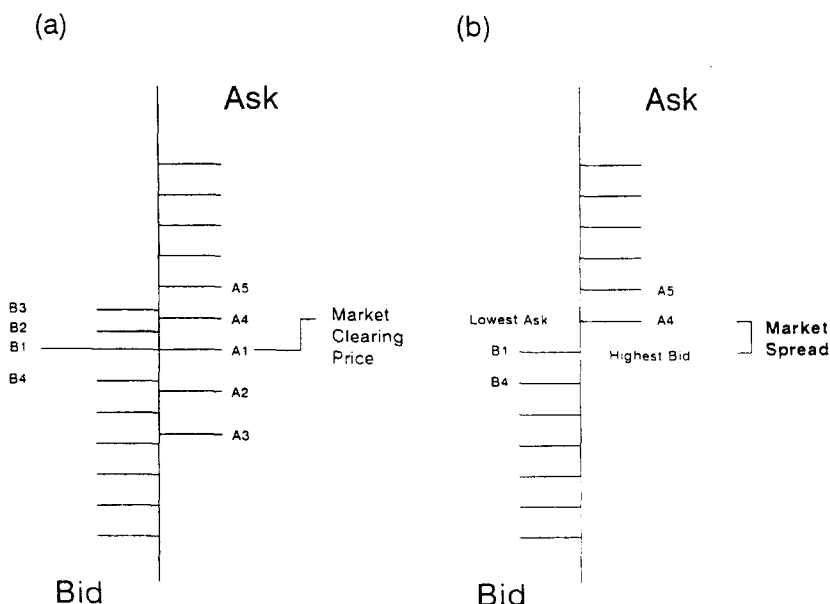 (a)
Ask
A5
B3
A4
B2
B1
A1
Market
Clearing
Price
B4
A2
A3
Bid
(b)
Ask
A5
Lowest Ask
A4
Market
Spread
B1
Highest Bid
B4
Bid